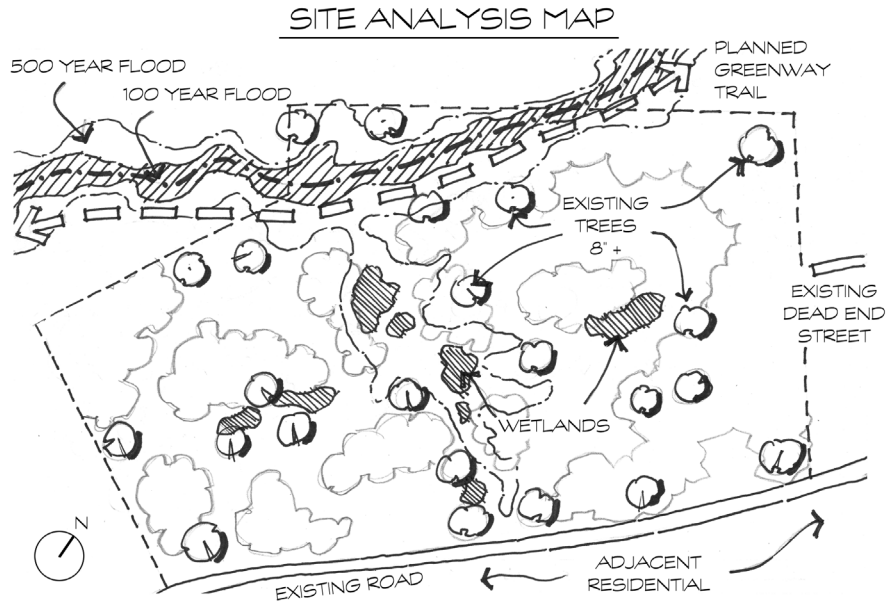 SITE ANALYSIS MAP
PLANNED
GREENWAY
TRAIL
500 YEAR FLOOD
100 YEAR FLOOD
EXISTING
TREES
8" +
EXISTING
DEAD END
STREET
WETLANDS
N
ADJACENT
RESIDENTIAL
EXISTING ROAD